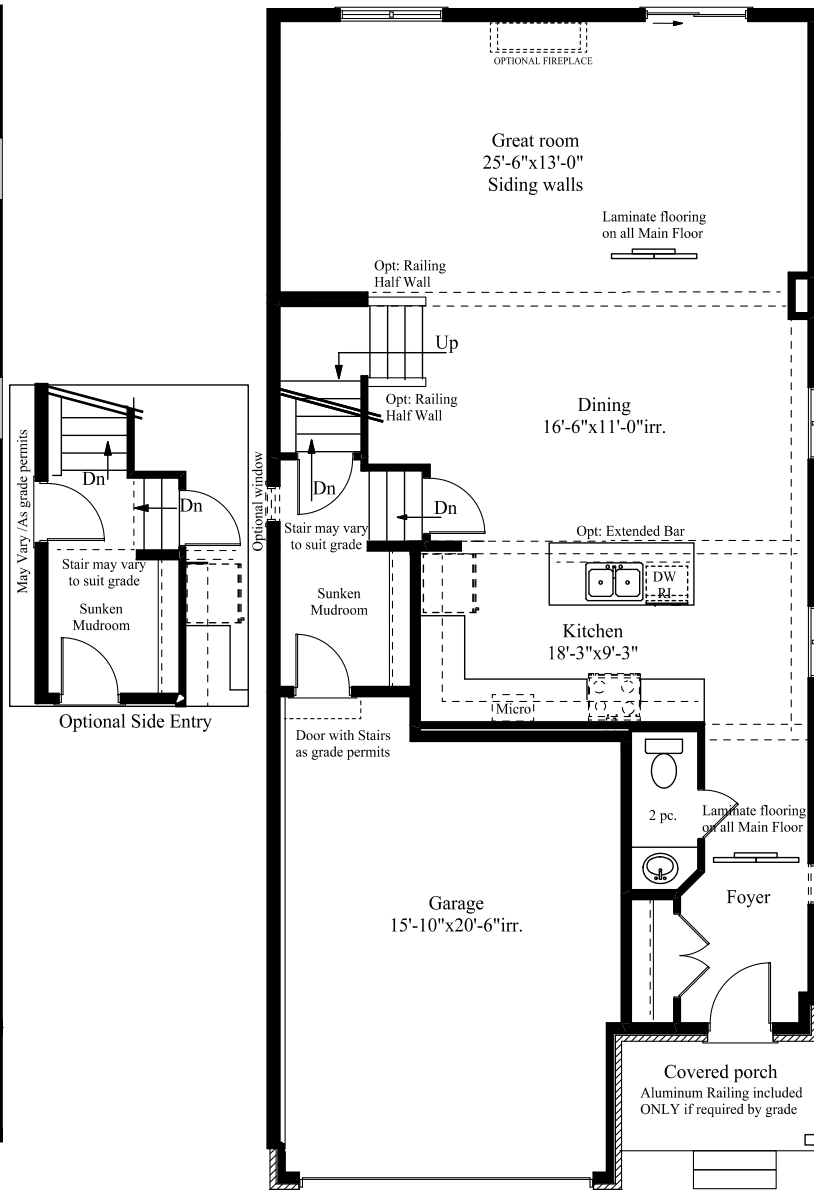 OPTIONAL FIREPLACE
Great room
25'-6"x13'-0"
Siding walls
Laminate flooring
on all Main Floor
Opt: Railing
Half Wall
Up
Opt: Railing
Half Wall
Dining
16'-6"x11'-0"irr.
May Vary /As grade permits
Dn
Dn
Stair may vary
to suit grade
Sunken
Mudroom
Optional Side Entry
Optional window
Dn
Dn
Stair may vary
to suit grade
Sunken
Mudroom
Opt: Extended Bar
DW
RI
Kitchen
18'-3"x9'-3"
Micro
Door with Stairs
as grade permits
2 pc.
Laminate flooring
on all Main Floor
Foyer
Garage
15'-10"x20'-6"irr.
Covered porch
Aluminum Railing included
ONLY if required by grade